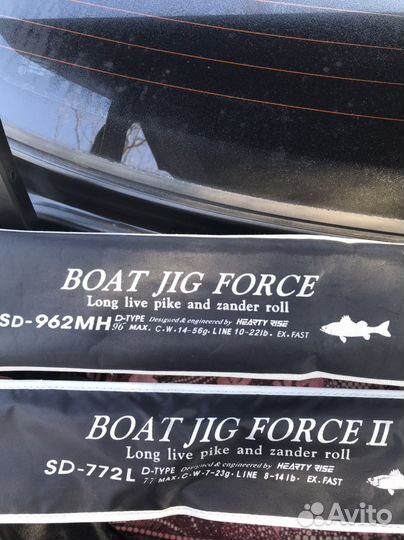 BOAT JIG FORCE
Long live pike and zander roll
SD-962MH D-TYPE Designed & engineered by HEARTY RISE
96" MAX. C.W.14-56g. LINE 10-22lb. EX.FAST
BOAT JIG FORCE II
Long live pike and zander roll
SD-772L D-TYPE Designed & engineered by HEARTY RISE
77" MAX. C.W.7-23g. LINE 8-14lb. EX.FAST
Avito